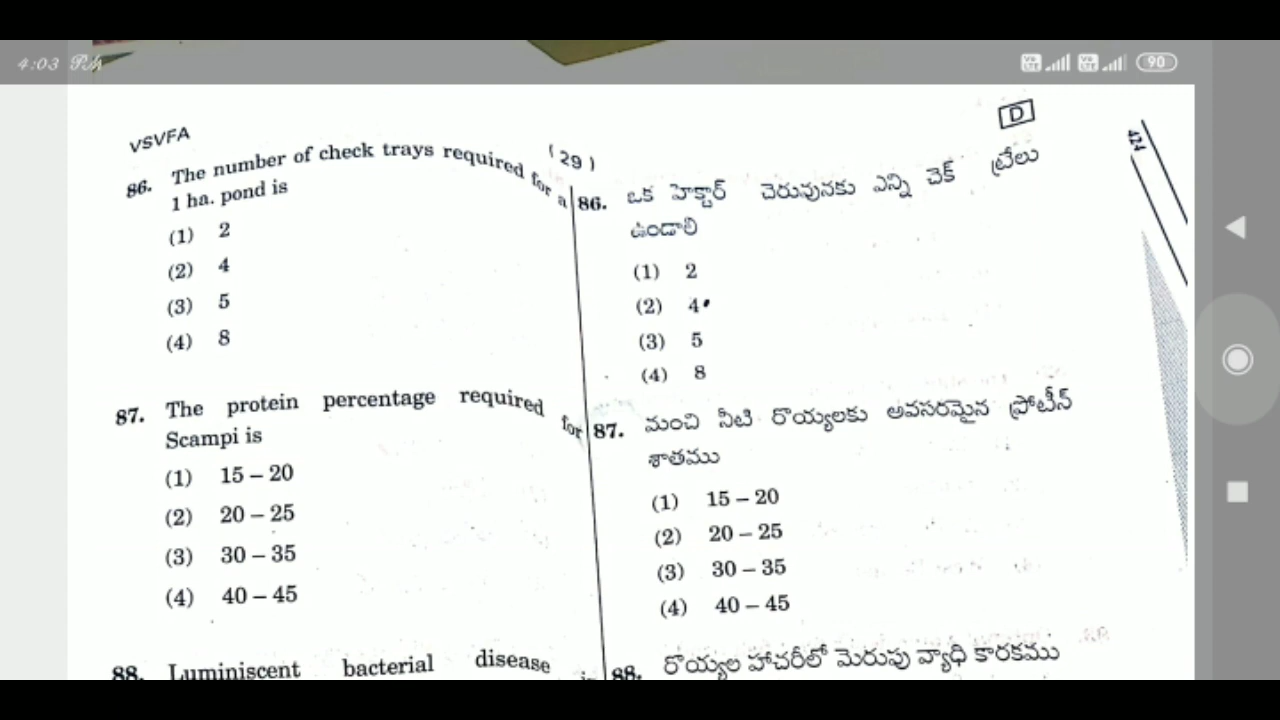 4:03 PM
90
VSVFA
(29)
D
424
86. The number of check trays required for a
1 ha. pond is
(1) 2
(2) 4
(3) 5
(4) 8
87. The protein percentage required for
Scampi is
(1) 15 – 20
(2) 20 – 25
(3) 30 – 35
(4) 40 – 45
88. Luminiscent bacterial disease
86. ఒక హెక్టార్ చెరువునకు ఎన్ని చెక్ ట్రేలు
ఉండాలి
(1) 2
(2) 4
(3) 5
(4) 8
87. మంచి నీటి రొయ్యలకు అవసరమైన ప్రోటీన్
శాతము
(1) 15 – 20
(2) 20 – 25
(3) 30 – 35
(4) 40 – 45
88. రొయ్యల హాచరీలో మెరుపు వ్యాధి కారకము